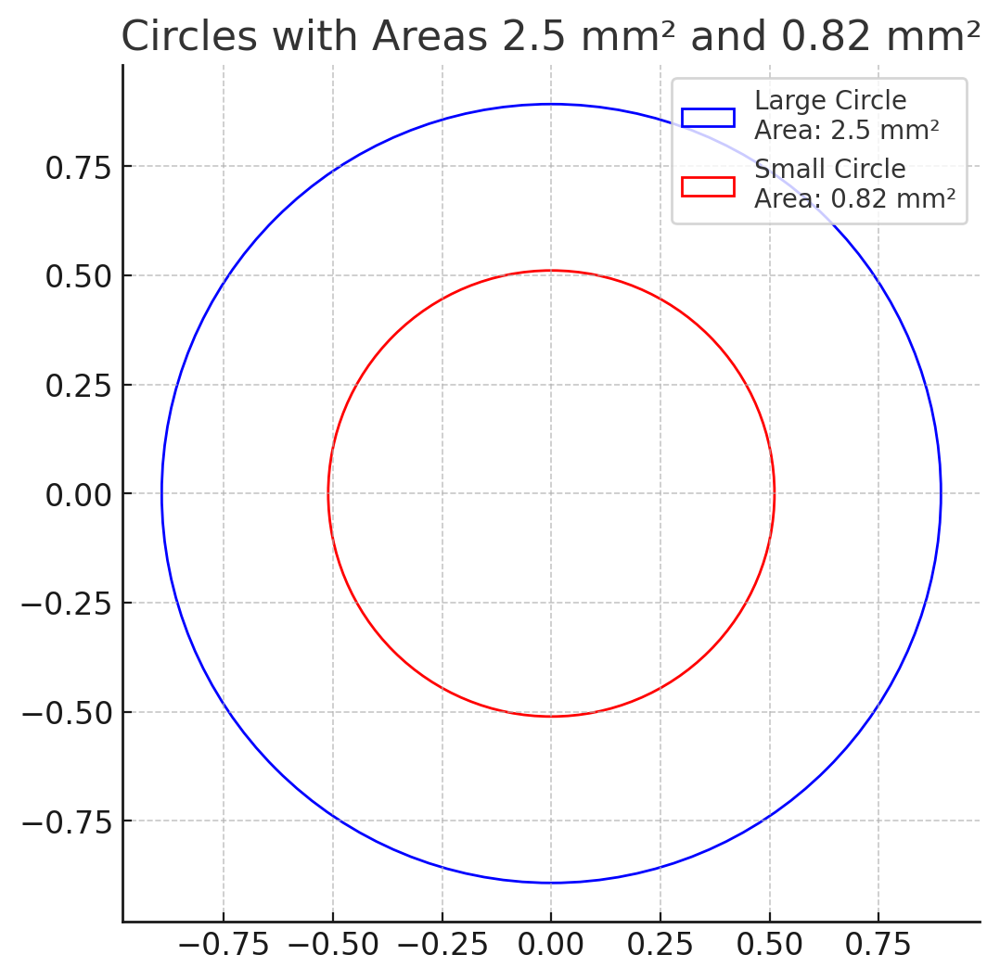 Circles with Areas 2.5 mm² and 0.82 mm²
Large Circle
Area: 2.5 mm²
Small Circle
Area: 0.82 mm²
0.75
0.50
0.25
0.00
−0.25
−0.50
−0.75
−0.75 −0.50 −0.25 0.00 0.25 0.50 0.75